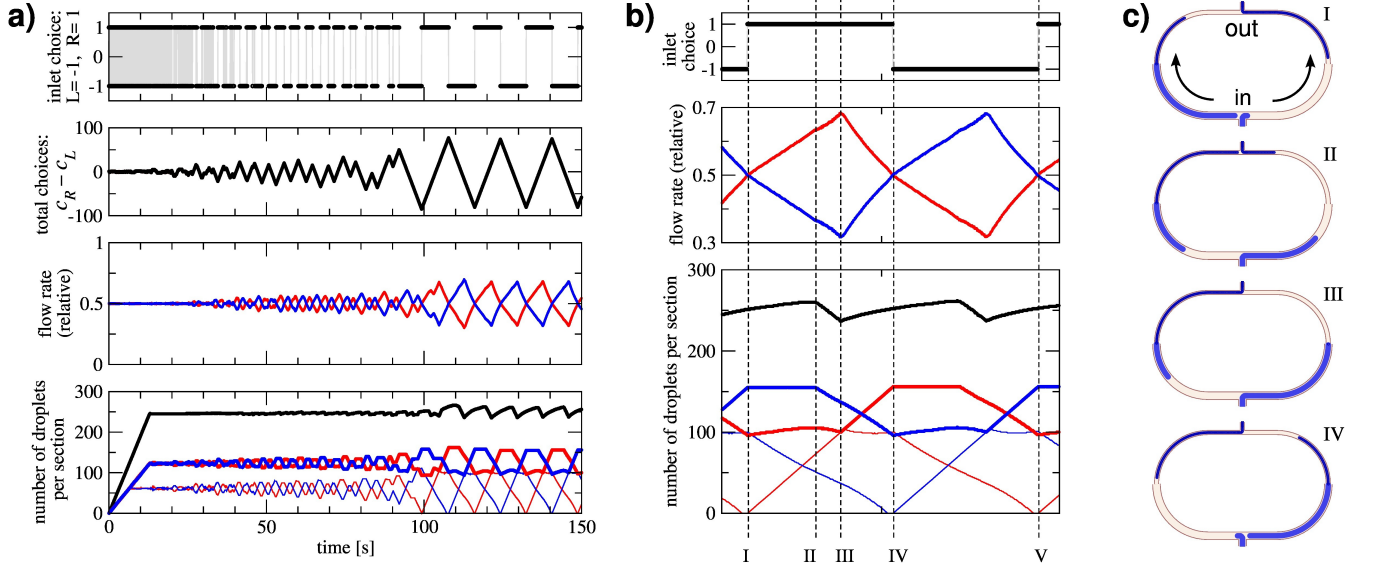 a)
inlet choice:
L= -1, R= 1
1
0
-1
total choices:
c_R − c_L
100
0
-100
flow rate
(relative)
1
0.5
0
number of droplets
per section
300
200
100
0
0
50
100
150
time [s]
b)
inlet
choice
1
0
-1
flow rate (relative)
0.7
0.5
0.3
number of droplets per section
300
200
100
0
I
II
III
IV
V
c)
I
out
in
II
III
IV